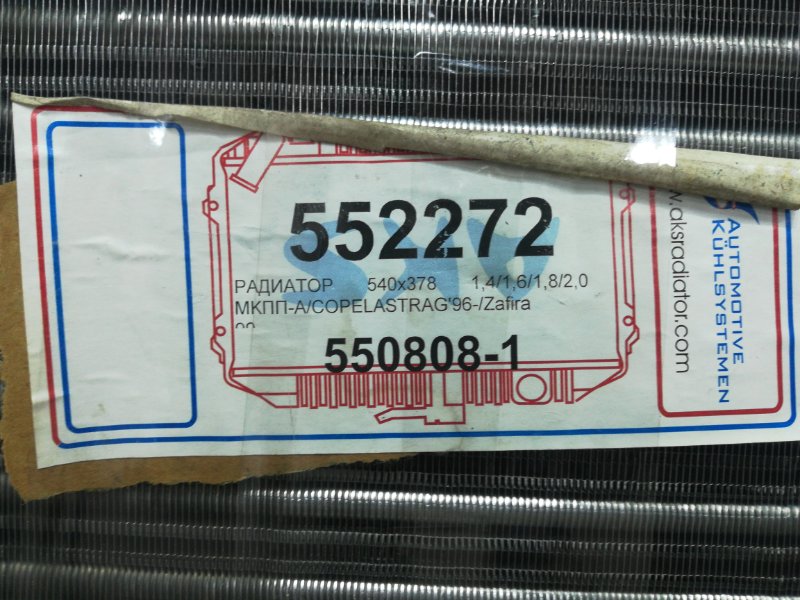 552272
РАДИАТОР 540x378 1,4/1,6/1,8/2,0
МКПП-А/COPELASTRAG'96-/Zafira
550808-1
AUTOMOTIVE
KÜHLSYSTEMEN
www.aksradiator.com